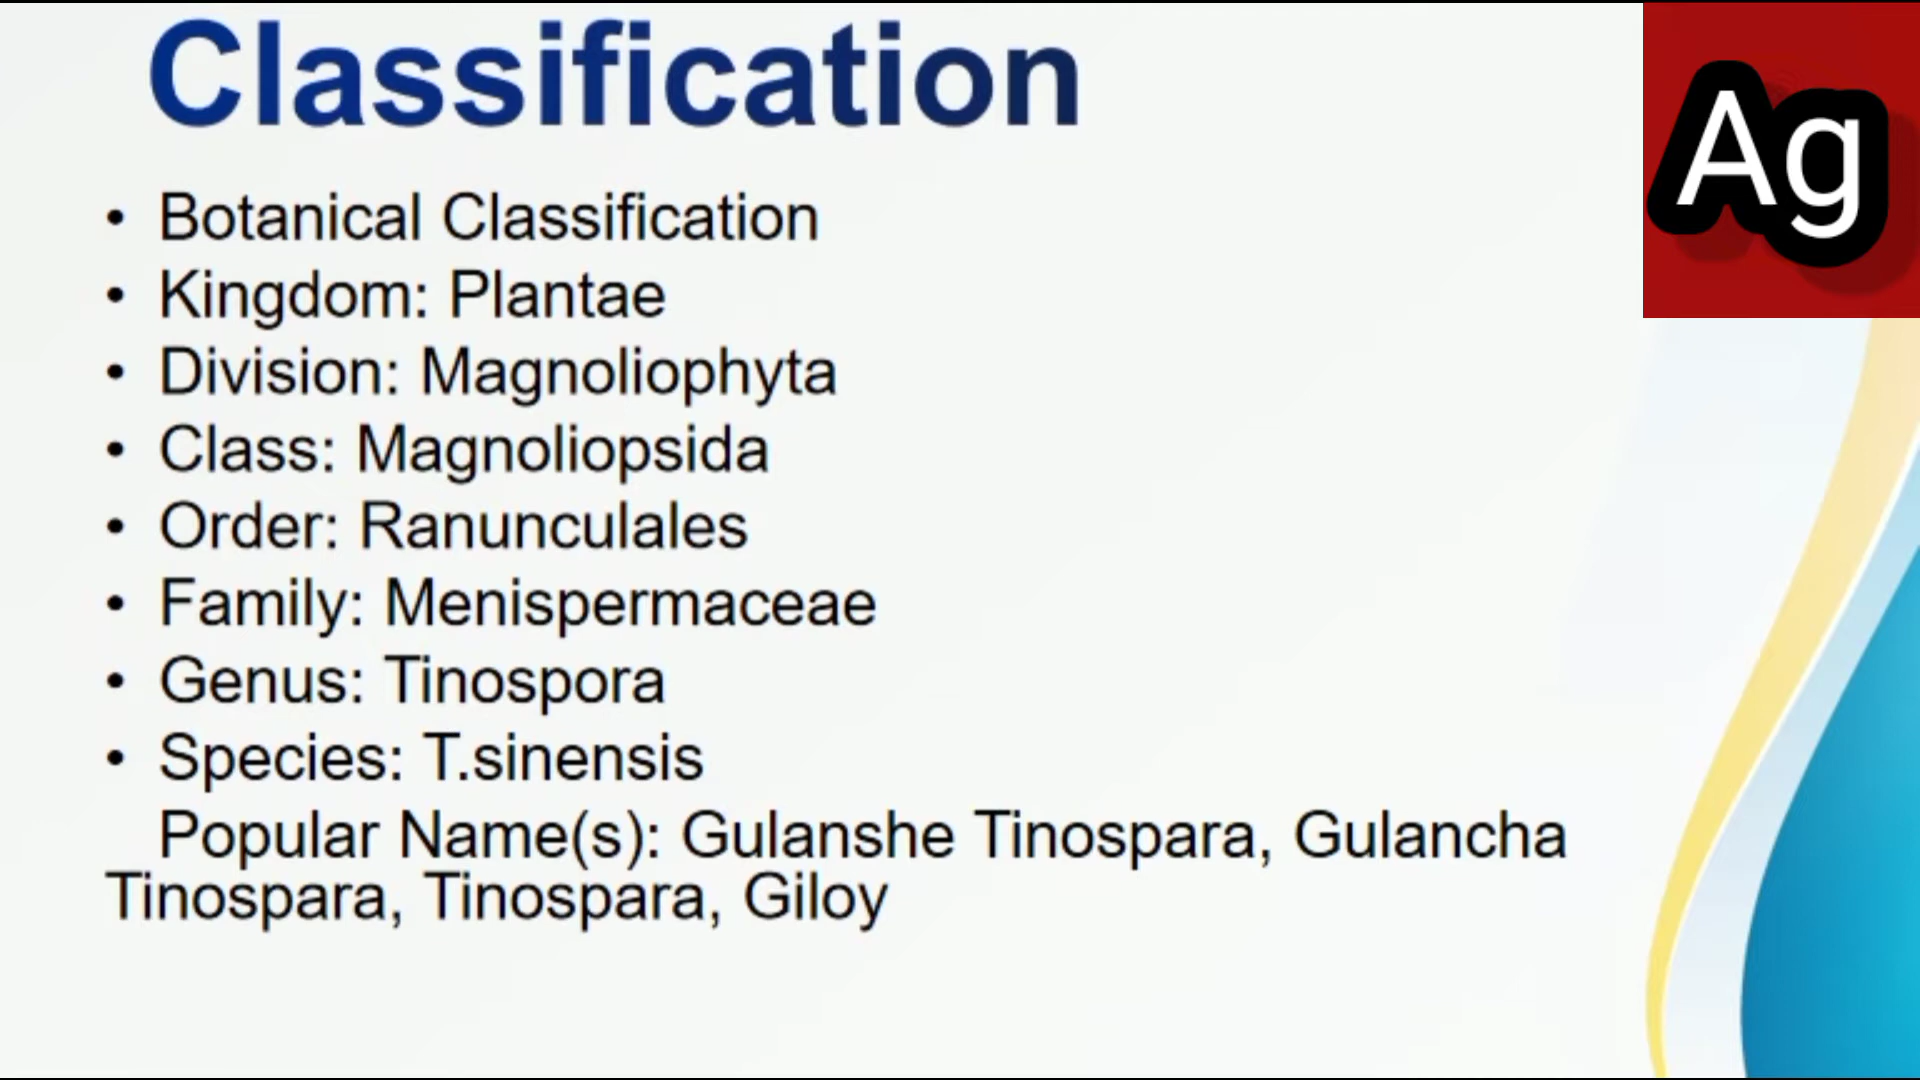 Classification
Ag
• Botanical Classification
• Kingdom: Plantae
• Division: Magnoliophyta
• Class: Magnoliopsida
• Order: Ranunculales
• Family: Menispermaceae
• Genus: Tinospora
• Species: T.sinensis
Popular Name(s): Gulanshe Tinospara, Gulancha
Tinospara, Tinospara, Giloy